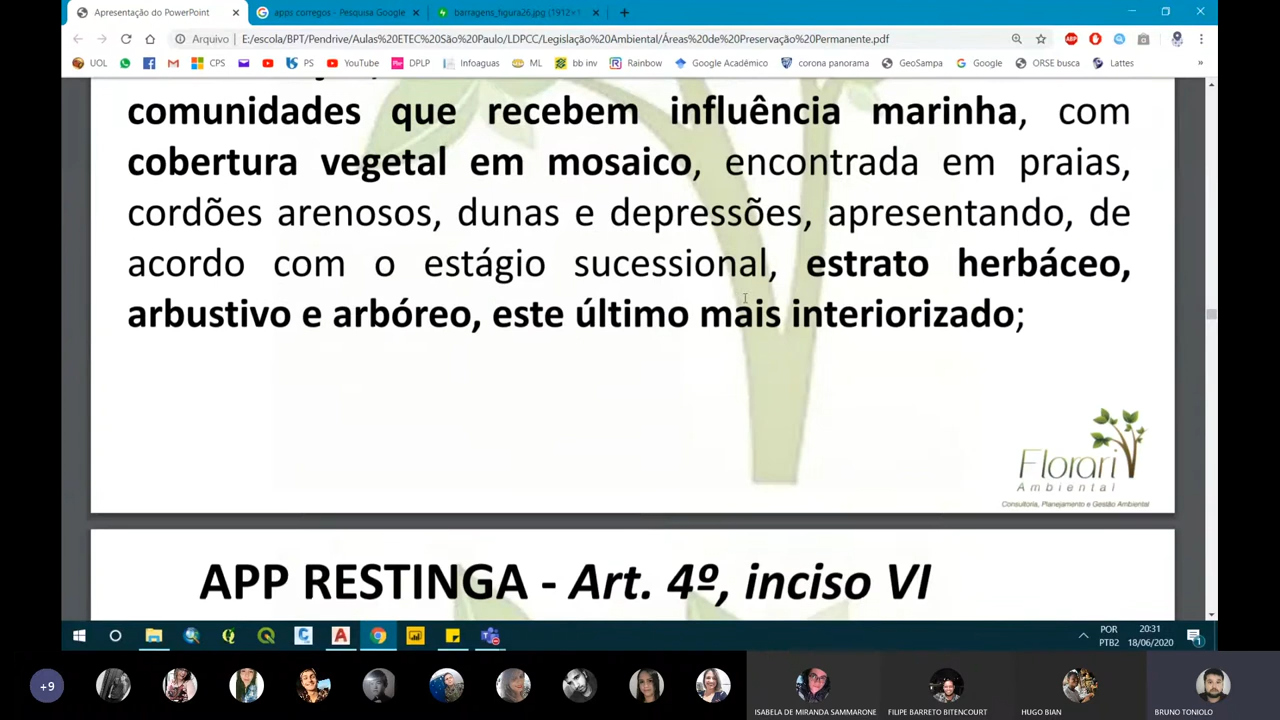 Apresentação do PowerPoint
apps corregos - Pesquisa Google
barragens_figura26.jpg (1912×1
Arquivo
E:/escola/BPT/Pendrive/Aulas%20ETEC%20São%20Paulo/LDPCC/Legislação%20Ambiental/Áreas%20de%20Preservação%20Permanente.pdf
UOL
CPS
PS
YouTube
DPLP
Infoaguas
ML
bb inv
Rainbow
Google Acadêmico
corona panorama
GeoSampa
Google
ORSE busca
Lattes
comunidades que recebem influência marinha, com
cobertura vegetal em mosaico, encontrada em praias,
cordões arenosos, dunas e depressões, apresentando, de
acordo com o estágio sucessional, estrato herbáceo,
arbustivo e arbóreo, este último mais interiorizado;
Florari
Ambiental
Consultoria, Planejamento e Gestão Ambiental
APP RESTINGA - Art. 4º, inciso VI
POR
PTB2
20:31
18/06/2020
+9
ISABELA DE MIRANDA SAMMARONE
FILIPE BARRETO BITENCOURT
HUGO BIAN
BRUNO TONIOLO